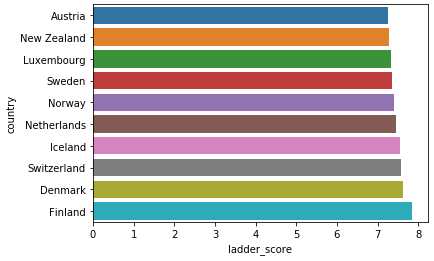 Austria
New Zealand
Luxembourg
Sweden
Norway
Netherlands
Iceland
Switzerland
Denmark
Finland
country
0 1 2 3 4 5 6 7 8
ladder_score